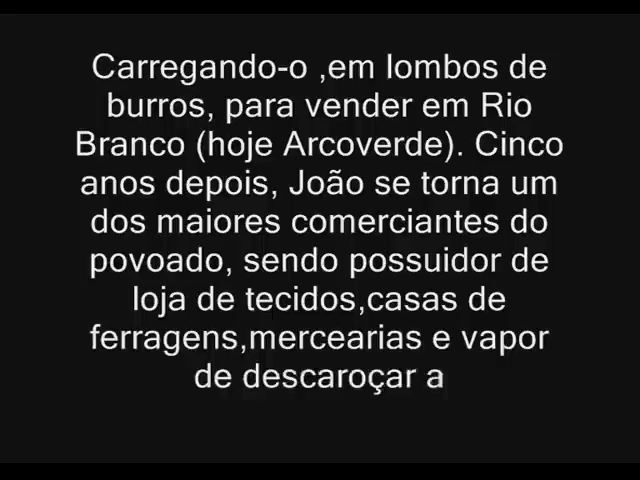 Carregando-o ,em lombos de
burros, para vender em Rio
Branco (hoje Arcoverde). Cinco
anos depois, João se torna um
dos maiores comerciantes do
povoado, sendo possuidor de
loja de tecidos,casas de
ferragens,mercearias e vapor
de descaroçar a